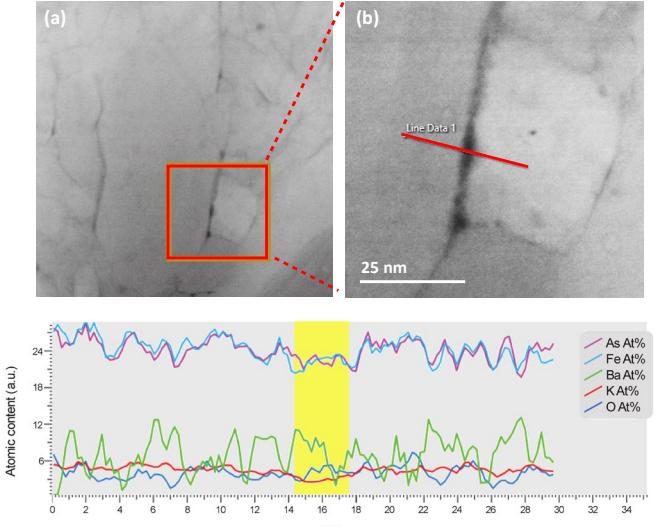 (a)
(b)
Line Data 1
25 nm
Atomic content (a.u.)
24
18
12
6
As At%
Fe At%
Ba At%
K At%
O At%
0 2 4 6 8 10 12 14 16 18 20 22 24 26 28 30 32 34